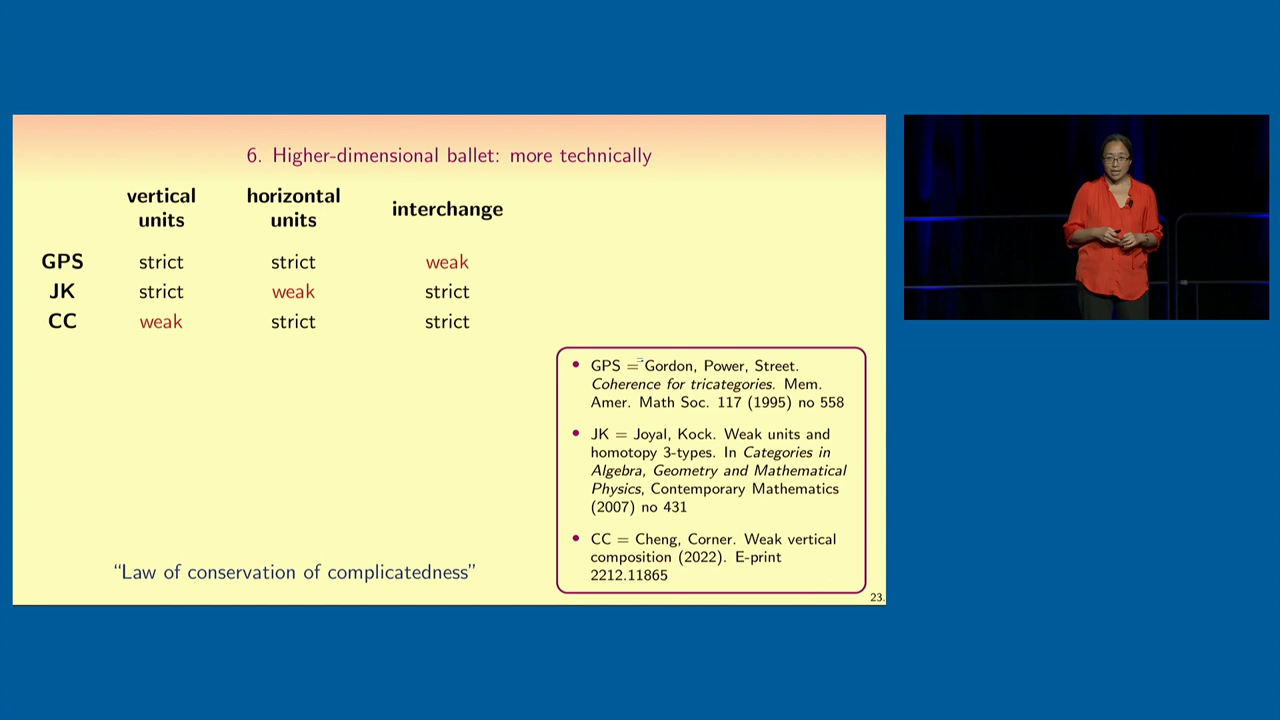 6. Higher-dimensional ballet: more technically
vertical units
horizontal units
interchange
GPS strict strict weak
JK strict weak strict
CC weak strict strict
• GPS = Gordon, Power, Street.
Coherence for tricategories. Mem.
Amer. Math Soc. 117 (1995) no 558
• JK = Joyal, Kock. Weak units and
homotopy 3-types. In Categories in
Algebra, Geometry and Mathematical
Physics, Contemporary Mathematics
(2007) no 431
• CC = Cheng, Corner. Weak vertical
composition (2022). E-print
2212.11865
“Law of conservation of complicatedness”
23.